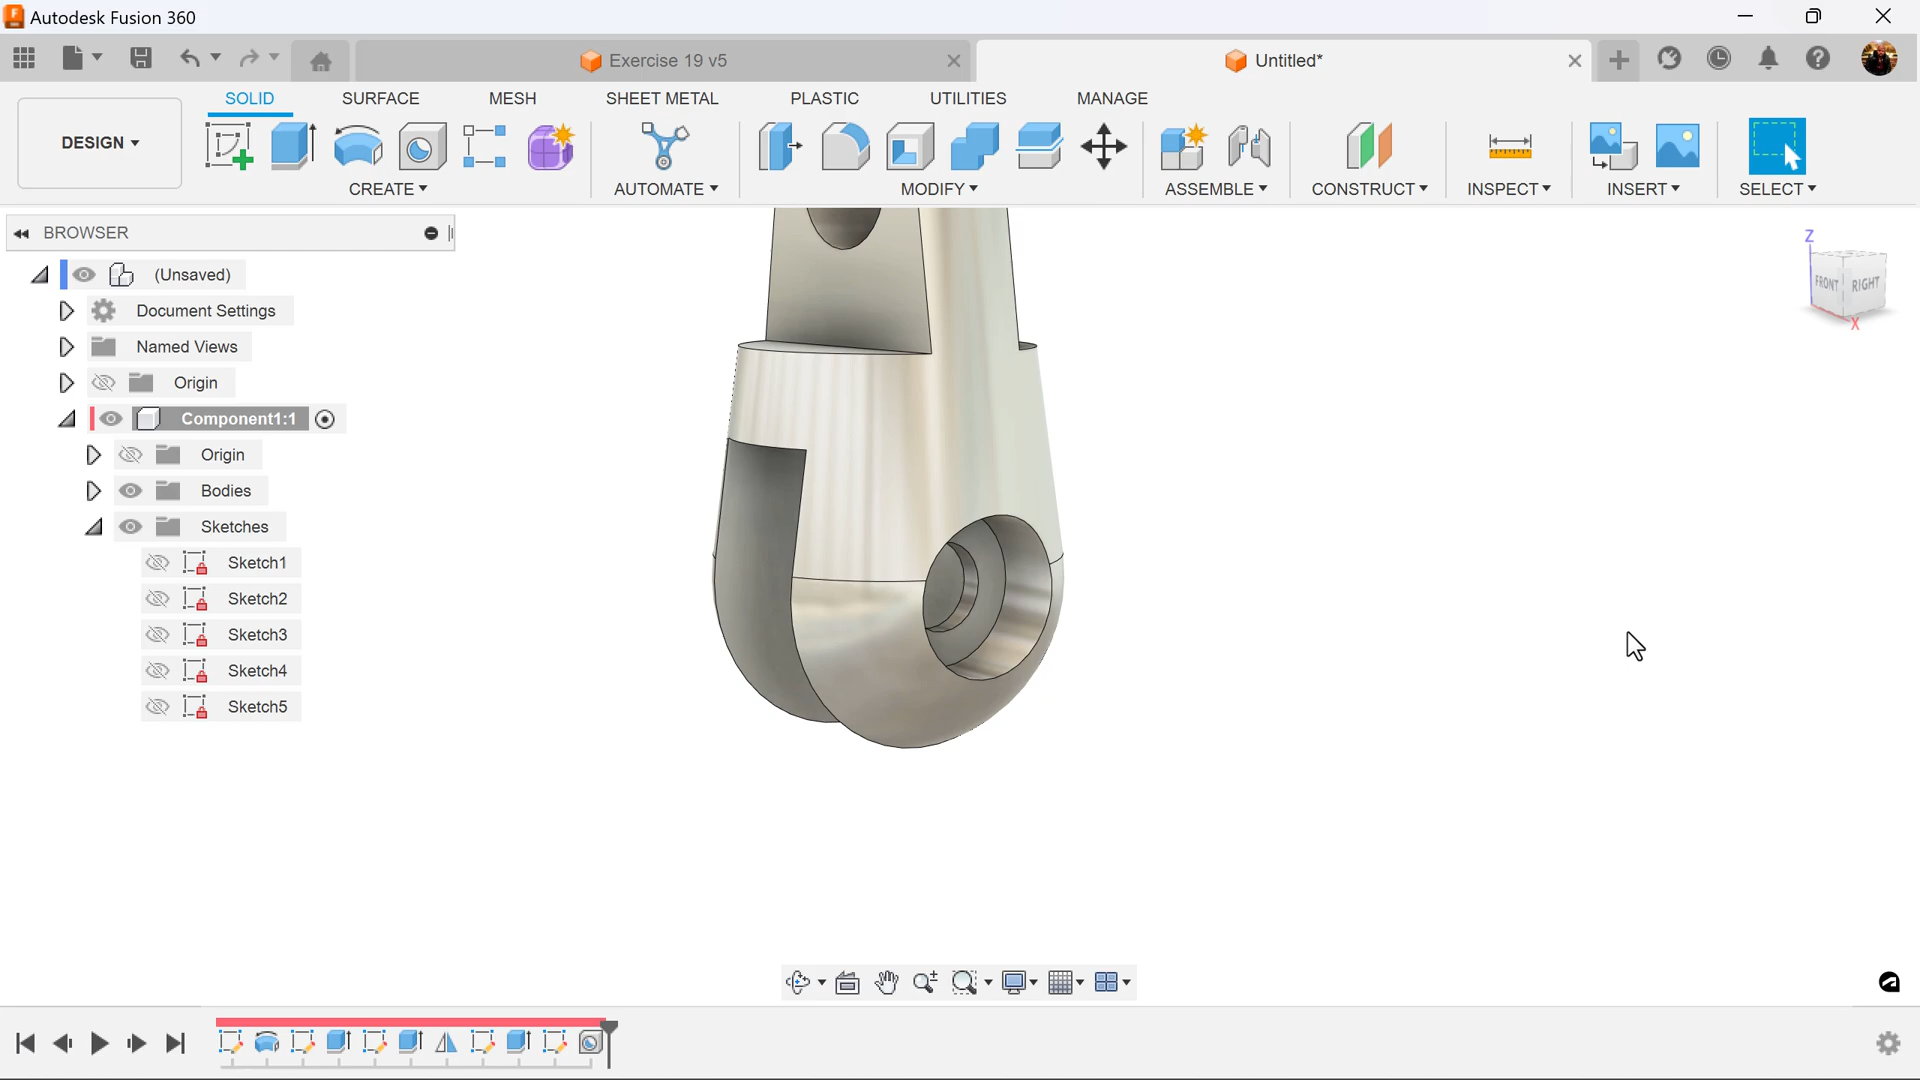 Autodesk Fusion 360
Exercise 19 v5
Untitled*
DESIGN
SOLID
SURFACE
MESH
SHEET METAL
PLASTIC
UTILITIES
MANAGE
CREATE
AUTOMATE
MODIFY
ASSEMBLE
CONSTRUCT
INSPECT
INSERT
SELECT
BROWSER
(Unsaved)
Document Settings
Named Views
Origin
Component1:1
Origin
Bodies
Sketches
Sketch1
Sketch2
Sketch3
Sketch4
Sketch5
Z
FRONT
RIGHT
X